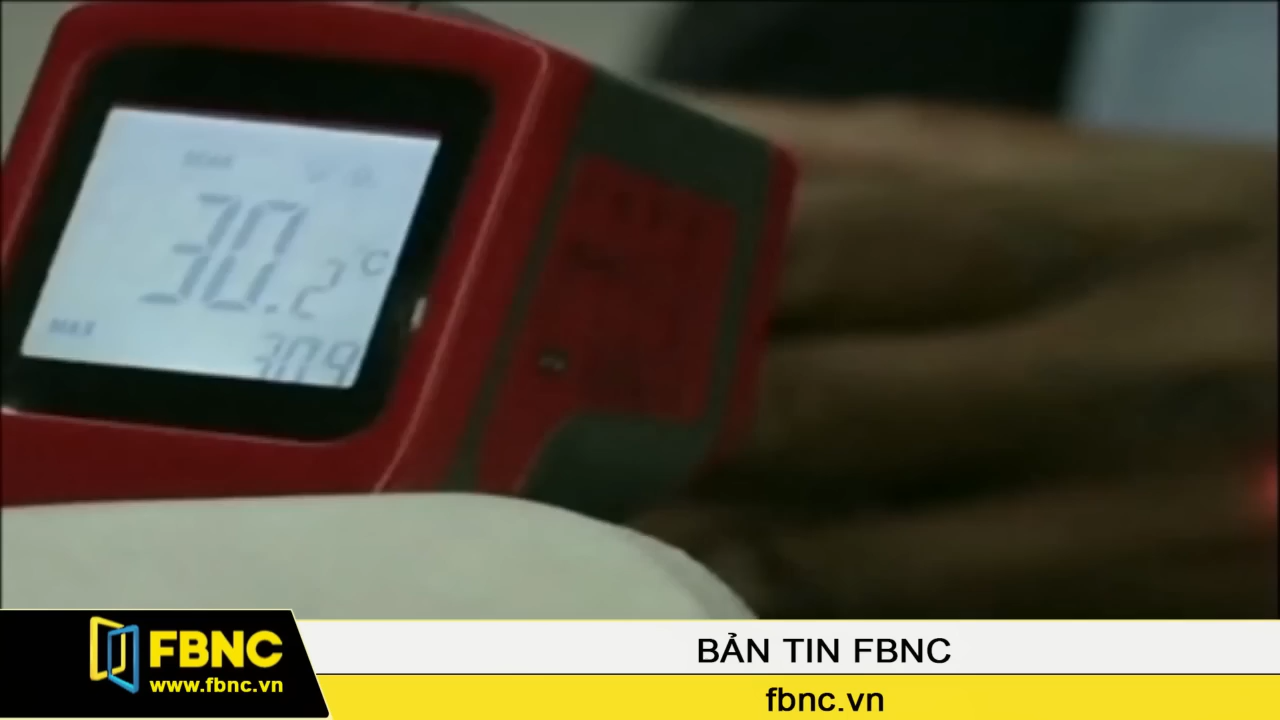 30.2 °C
MAX
30.9
FBNC
www.fbnc.vn
BẢN TIN FBNC
fbnc.vn